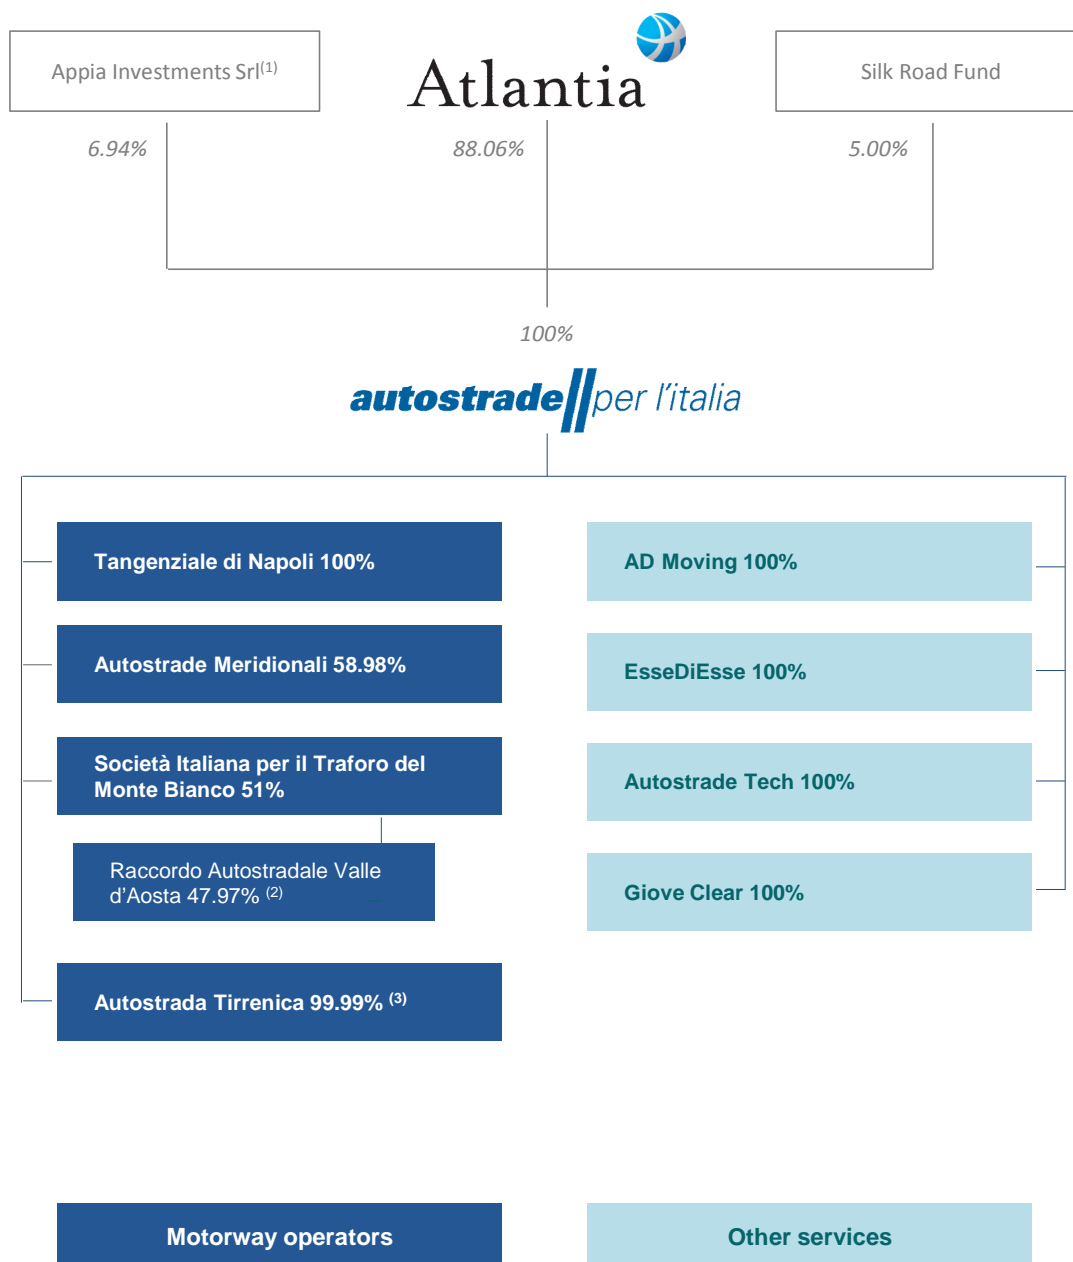 Appia Investments Srl(1)
Atlantia
Silk Road Fund
6.94%
88.06%
5.00%
100%
autostrade per l'italia
Tangenziale di Napoli 100%
Autostrade Meridionali 58.98%
Società Italiana per il Traforo del
Monte Bianco 51%
Raccordo Autostradale Valle
d'Aosta 47.97% (2)
Autostrada Tirrenica 99.99% (3)
AD Moving 100%
EsseDiEsse 100%
Autostrade Tech 100%
Giove Clear 100%
Motorway operators
Other services